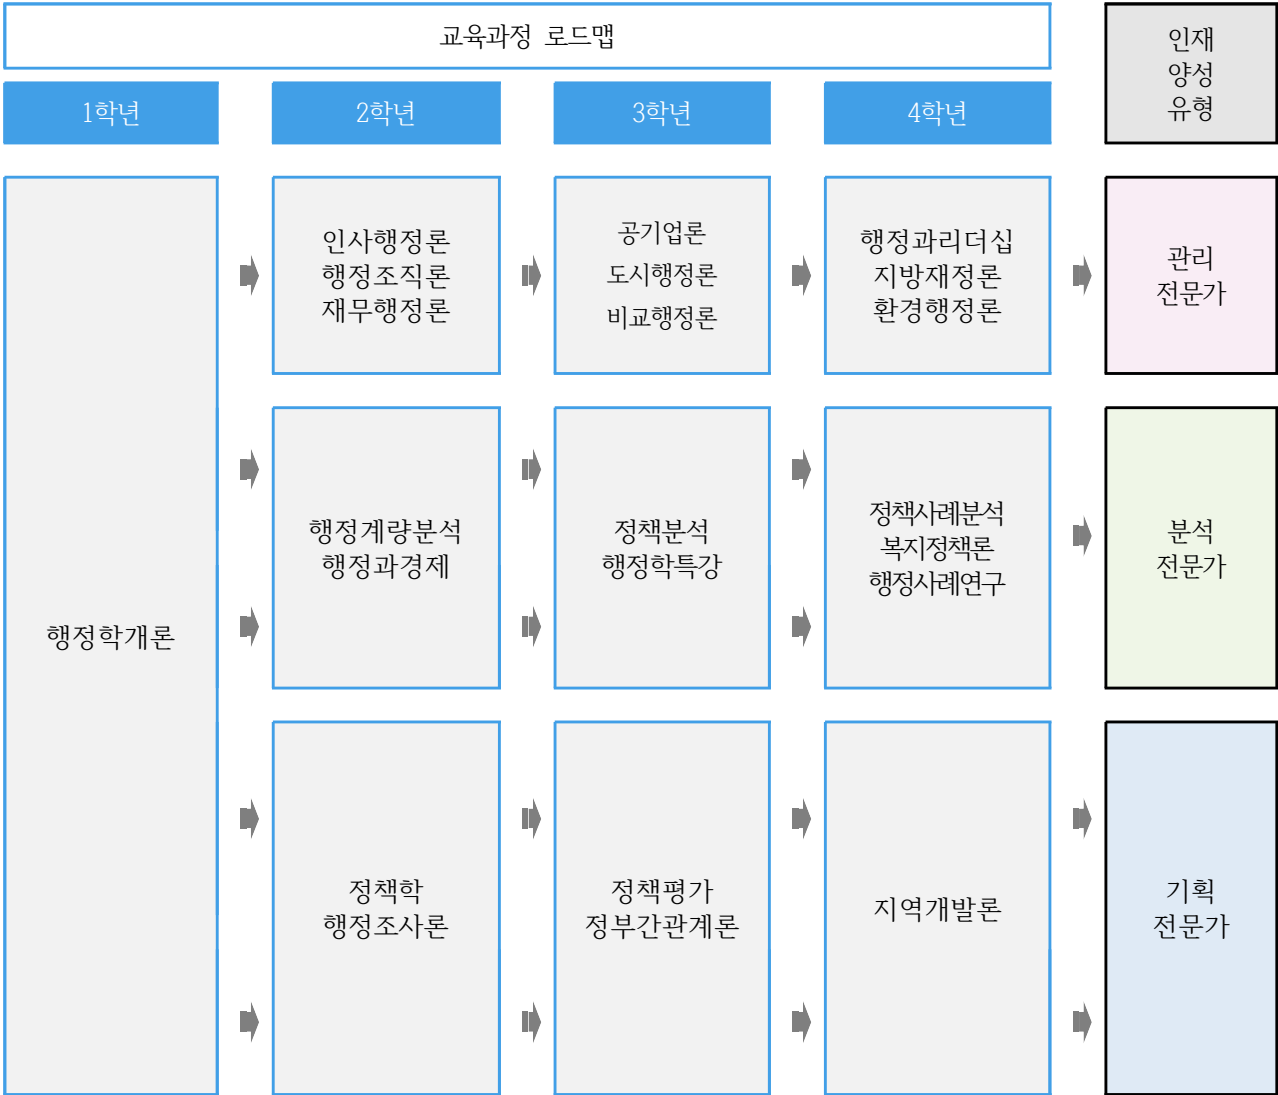 교육과정 로드맵
인재
양성
유형
1학년
2학년
3학년
4학년
행정학개론
인사행정론
행정조직론
재무행정론
공기업론
도시행정론
비교행정론
행정과리더십
지방재정론
환경행정론
관리
전문가
행정계량분석
행정과경제
정책분석
행정학특강
정책사례분석
복지정책론
행정사례연구
분석
전문가
정책학
행정조사론
정책평가
정부간관계론
지역개발론
기획
전문가